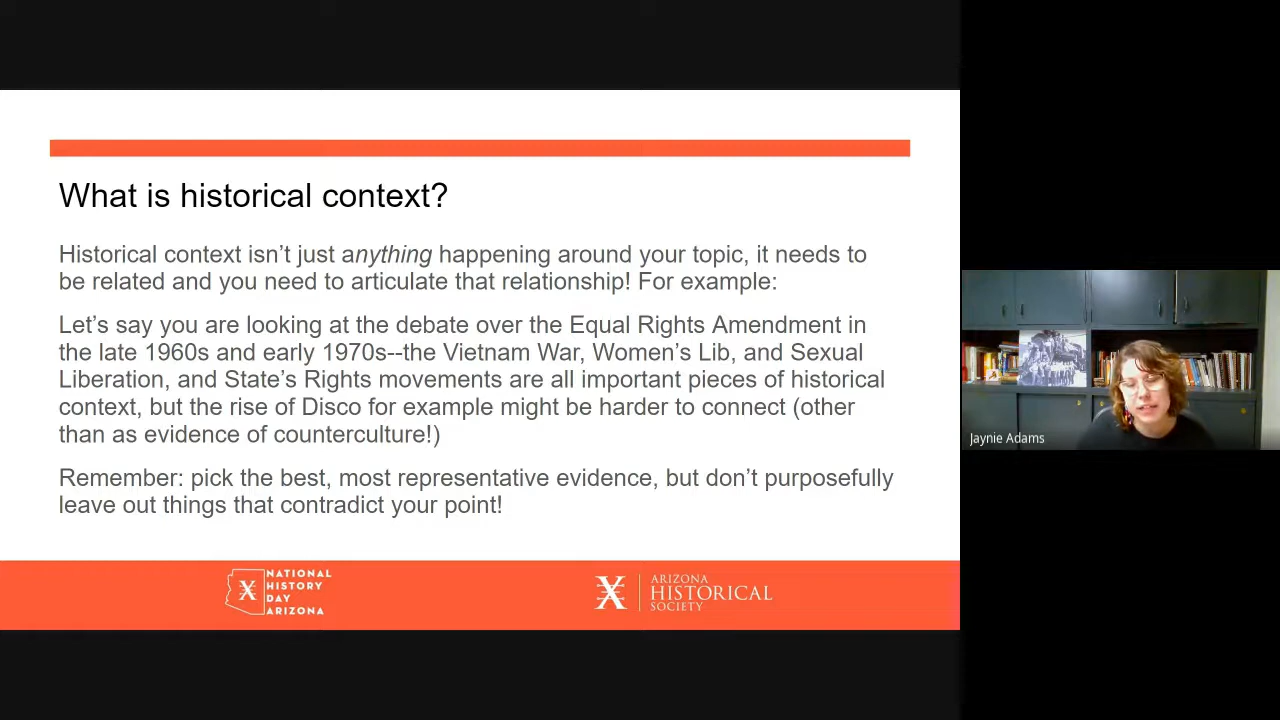 What is historical context?
Historical context isn't just anything happening around your topic, it needs to
be related and you need to articulate that relationship! For example:
Let's say you are looking at the debate over the Equal Rights Amendment in
the late 1960s and early 1970s--the Vietnam War, Women's Lib, and Sexual
Liberation, and State's Rights movements are all important pieces of historical
context, but the rise of Disco for example might be harder to connect (other
than as evidence of counterculture!)
Remember: pick the best, most representative evidence, but don't purposefully
leave out things that contradict your point!
NATIONAL
HISTORY
DAY
ARIZONA
ARIZONA
HISTORICAL
SOCIETY
Jaynie Adams